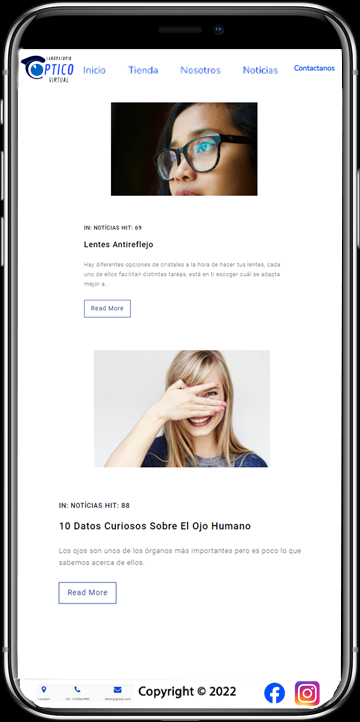 LABORATORIO
OPTICO
VIRTUAL
Inicio Tienda Nosotros Noticias Contactanos
IN: NOTÍCIAS HIT: 69
Lentes Antireflejo
Hay diferentes opciones de cristales a la hora de hacer tus lentes, cada
uno de ellos facilitan distintas tareas, está en ti escoger cuál se adapta
mejor a...
Read More
IN: NOTÍCIAS HIT: 88
10 Datos Curiosos Sobre El Ojo Humano
Los ojos son unos de los órganos más importantes pero es poco lo que
sabemos acerca de ellos.
Read More
Copyright © 2022